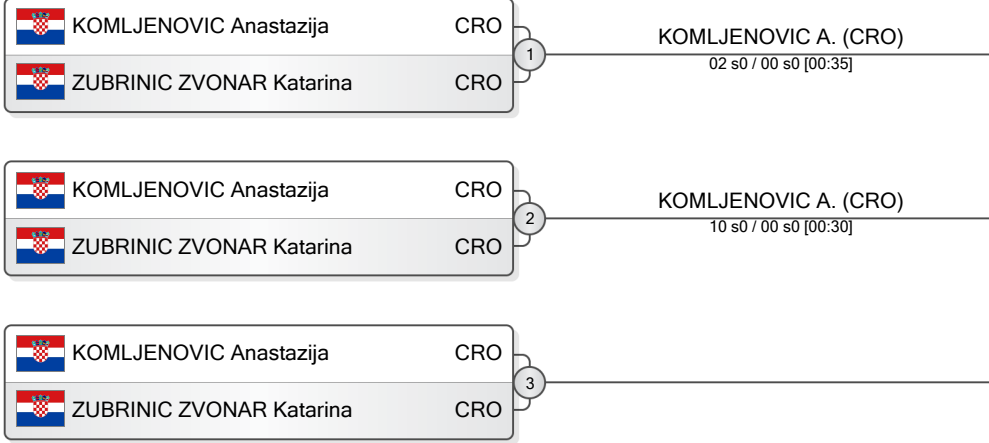 KOMLJENOVIC Anastazija CRO
1
KOMLJENOVIC A. (CRO)
02 s0 / 00 s0 [00:35]
ZUBRINIC ZVONAR Katarina CRO
KOMLJENOVIC Anastazija CRO
2
KOMLJENOVIC A. (CRO)
10 s0 / 00 s0 [00:30]
ZUBRINIC ZVONAR Katarina CRO
KOMLJENOVIC Anastazija CRO
3
ZUBRINIC ZVONAR Katarina CRO